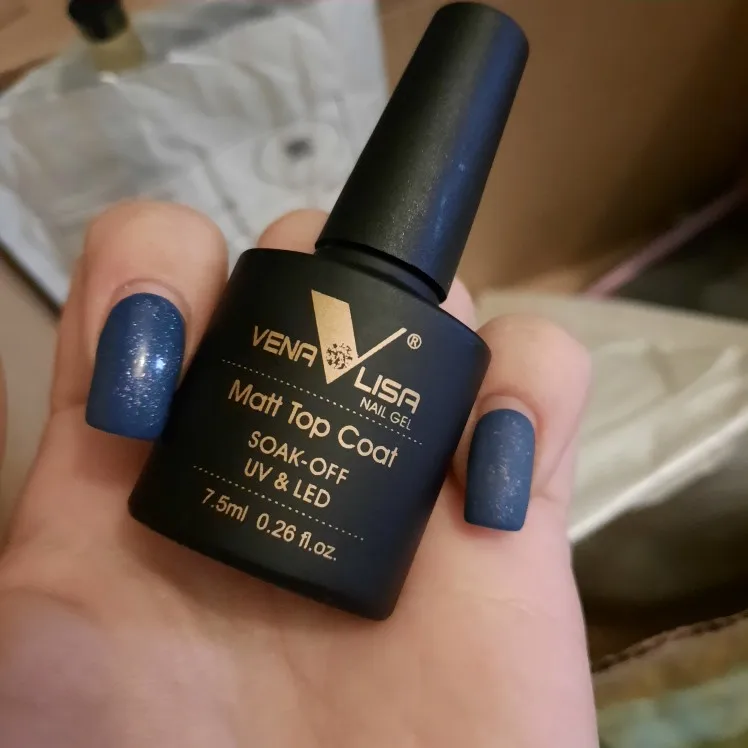 VENA LISA®
NAIL GEL
Matt Top Coat
SOAK-OFF
UV & LED
7.5ml 0.26 fl.oz.